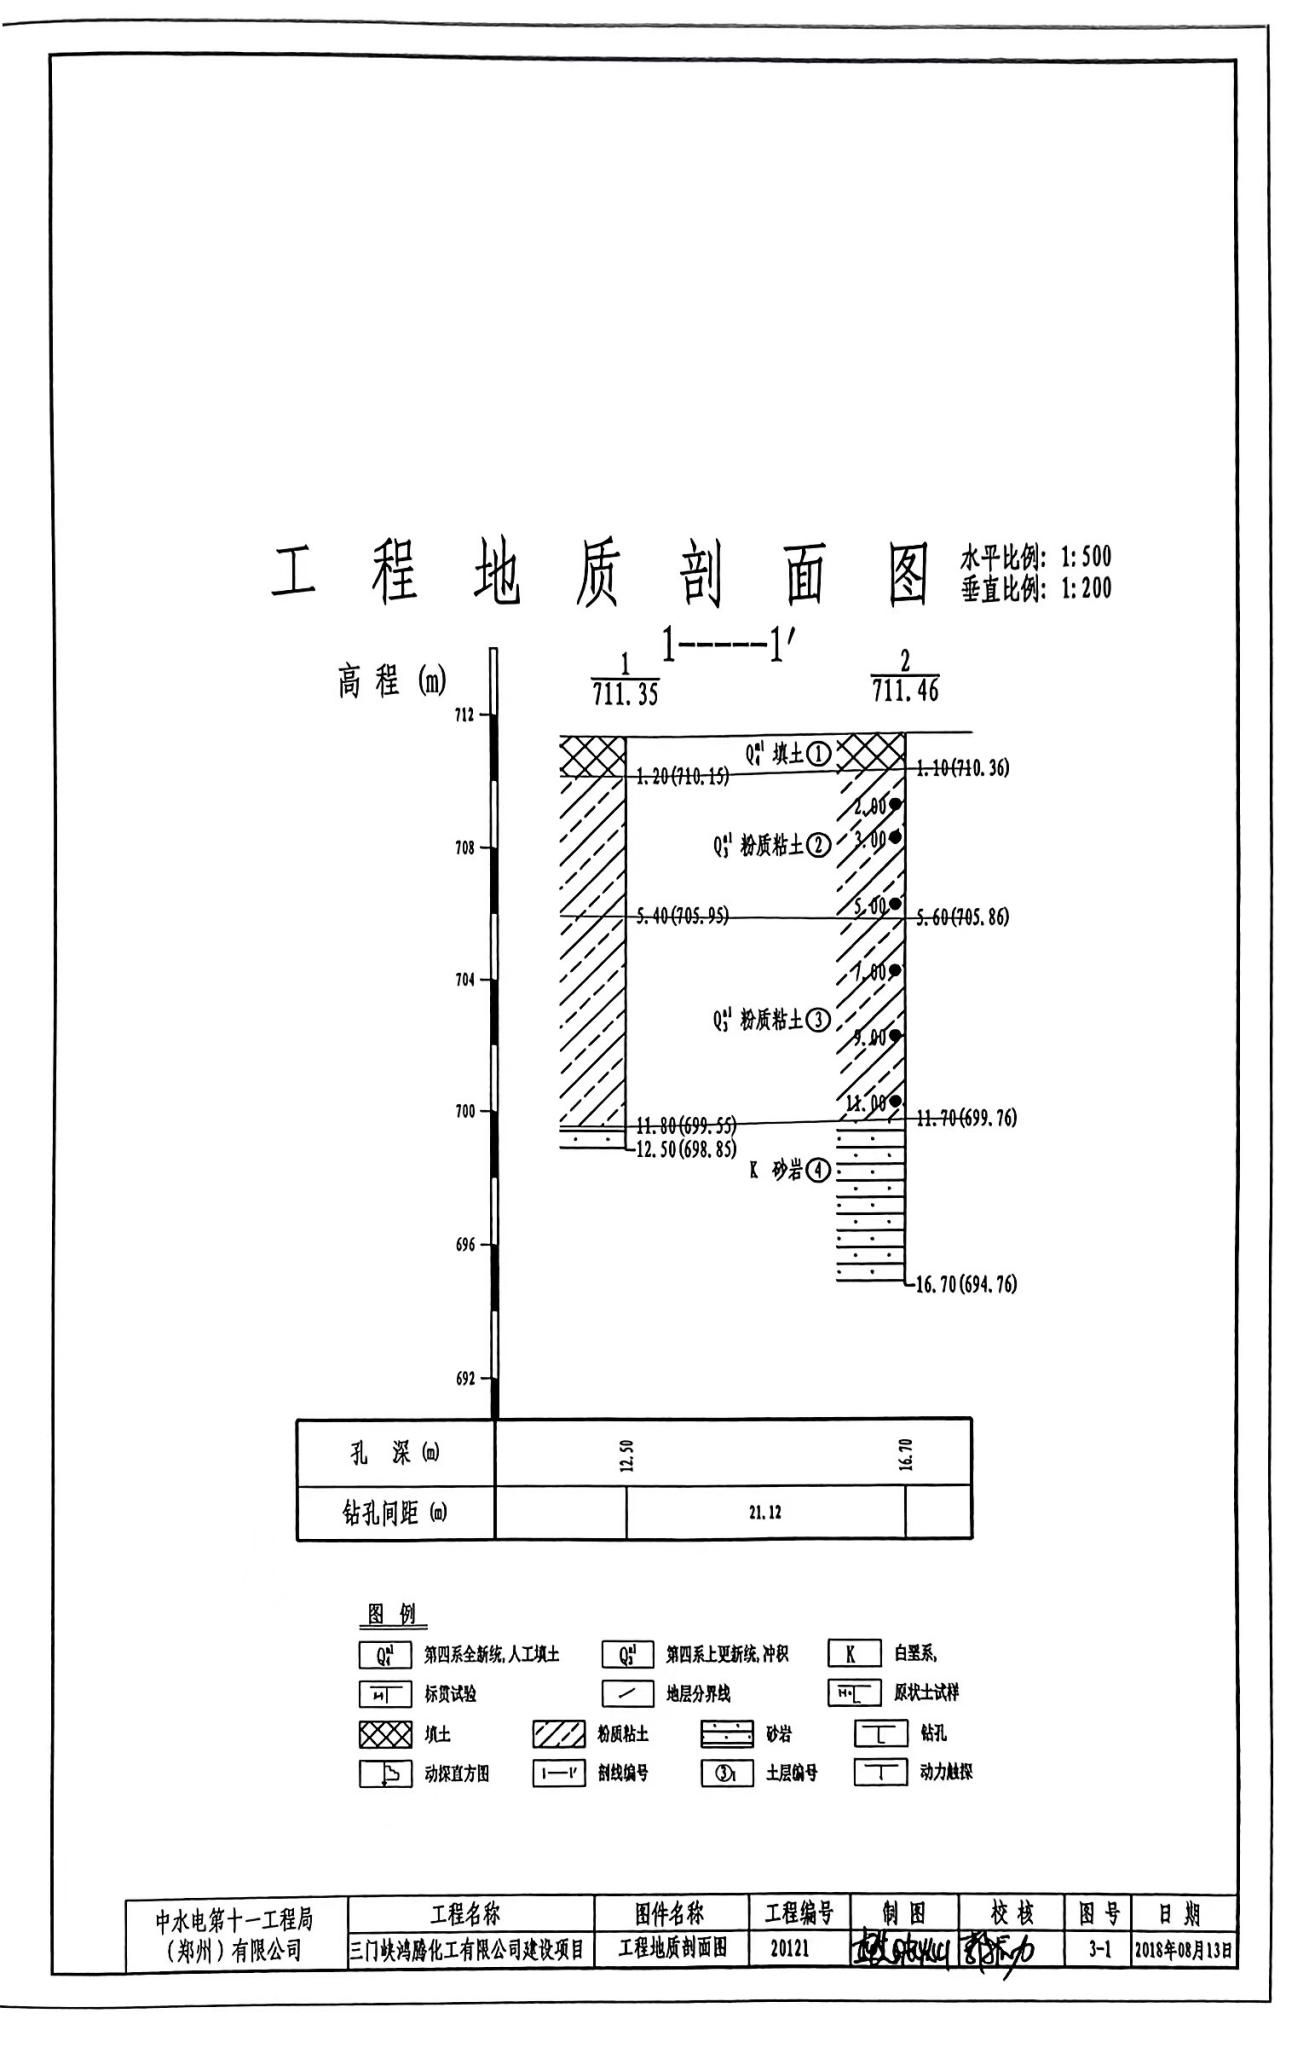 工程地质剖面图
水平比例: 1:500
垂直比例: 1:200
1-----1′
高程 (m)
1
711.35
2
711.46
712
708
704
700
696
692
Q₄ᵐˡ 填土①
1.20(710.15)
1.10(710.36)
2.00
3.00
Q₃ᵃˡ 粉质粘土②
5.00
5.40(705.95)
5.60(705.86)
7.00
Q₃ᵃˡ 粉质粘土③
9.00
11.00
11.80(699.55)
11.70(699.76)
12.50(698.85)
K 砂岩④
16.70(694.76)
孔 深 (m)
12.50
16.70
钻孔间距 (m)
21.12
图 例
Q₄ᵐˡ 第四系全新统,人工填土
Q₃ᵃˡ 第四系上更新统,冲积
K 白垩系,
标贯试验
地层分界线
原状土试样
填土
粉质粘土
砂岩
钻孔
动探直方图
1—1′ 剖线编号
③₁ 土层编号
动力触探
中水电第十一工程局
（郑州）有限公司
工程名称 图件名称 工程编号 制 图 校 核 图 号 日 期
三门峡鸿腾化工有限公司建设项目 工程地质剖面图 20121 3-1 2018年08月13日